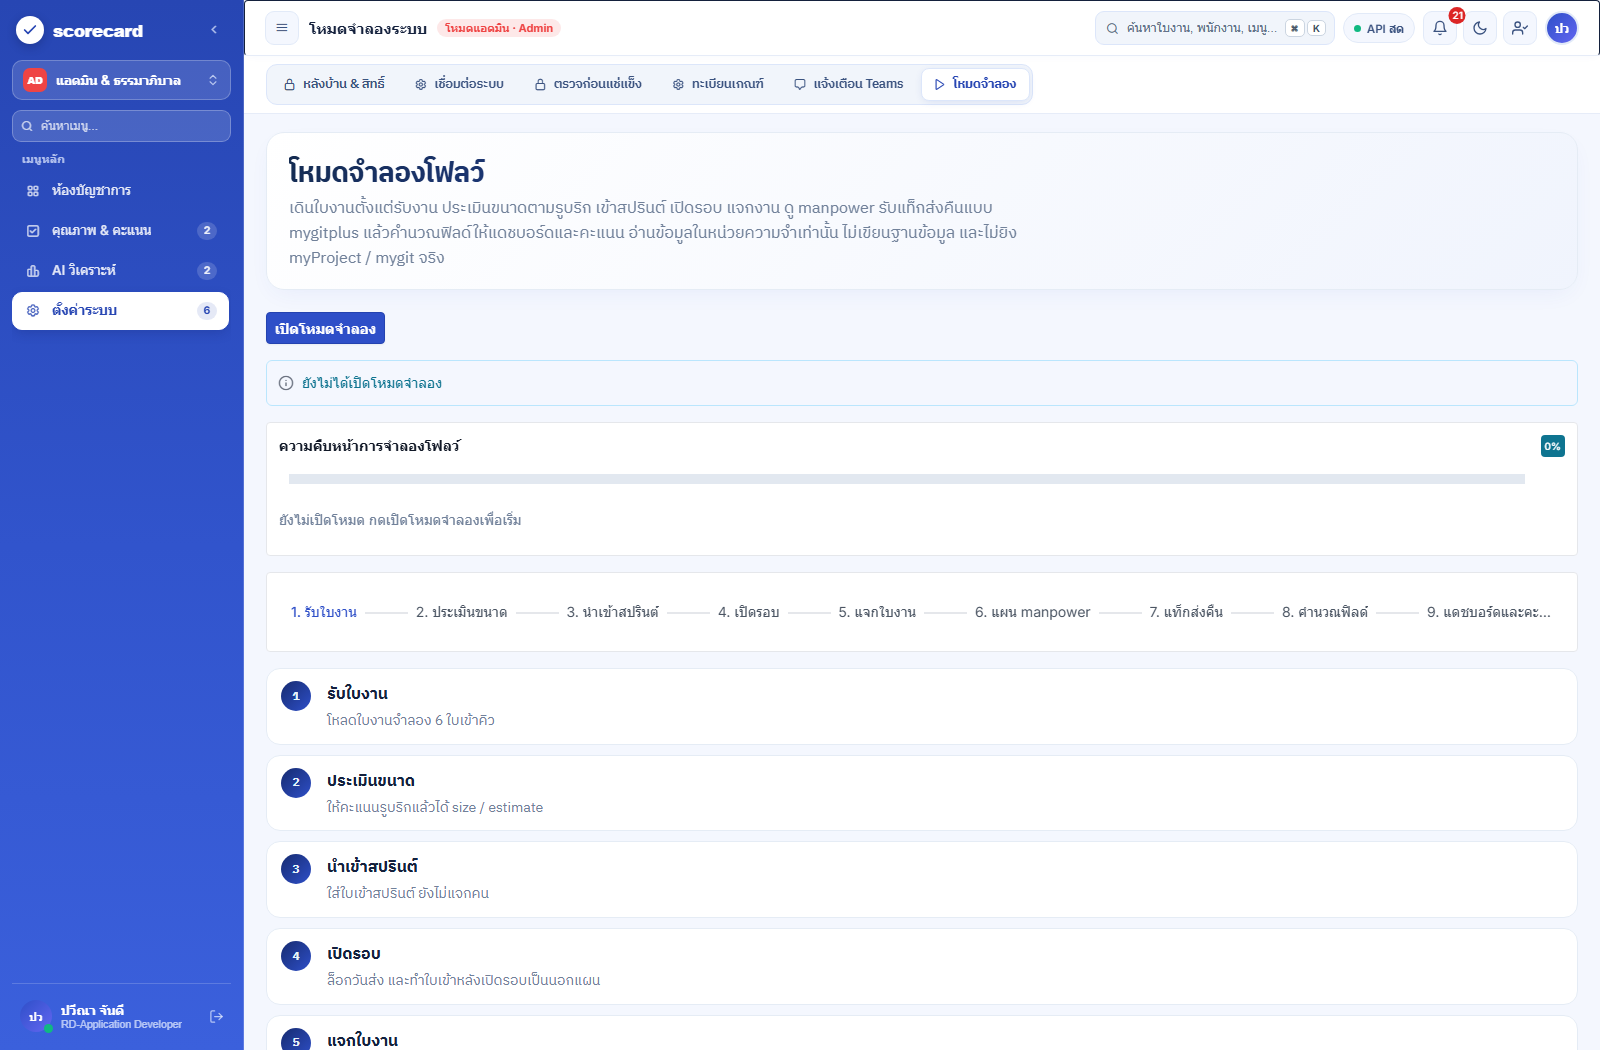 scorecard
AD แอดมิน & ธรรมาภิบาล
ค้นหาเมนู...
เมนูหลัก
ห้องบัญชาการ
คุณภาพ & คะแนน 2
AI วิเคราะห์ 2
ตั้งค่าระบบ 6
ปว ปวีณา จันดี
RD-Application Developer
โหมดจำลองระบบ โหมดแอดมิน · Admin
ค้นหาใบงาน, พนักงาน, เมนู... ⌘ K
API สด
21
ปว
หลังบ้าน & สิทธิ์ เชื่อมต่อระบบ ตรวจก่อนแช่แข็ง ทะเบียนเกณฑ์ แจ้งเตือน Teams โหมดจำลอง
โหมดจำลองโฟลว์
เดินใบงานตั้งแต่รับงาน ประเมินขนาดตามรูบริก เข้าสปรินต์ เปิดรอบ แจกงาน ดู manpower รับแท็กส่งคืนแบบ
mygitplus แล้วคำนวณฟิลด์ให้แดชบอร์ดและคะแนน อ่านข้อมูลในหน่วยความจำเท่านั้น ไม่เขียนฐานข้อมูล และไม่ยิง
myProject / mygit จริง
เปิดโหมดจำลอง
ยังไม่ได้เปิดโหมดจำลอง
ความคืบหน้าการจำลองโฟลว์ 0%
ยังไม่เปิดโหมด กดเปิดโหมดจำลองเพื่อเริ่ม
1. รับใบงาน 2. ประเมินขนาด 3. นำเข้าสปรินต์ 4. เปิดรอบ 5. แจกใบงาน 6. แผน manpower 7. แท็กส่งคืน 8. คำนวณฟิลด์ 9. แดชบอร์ดและคะ...
1 รับใบงาน
โหลดใบงานจำลอง 6 ใบเข้าคิว
2 ประเมินขนาด
ให้คะแนนรูบริกแล้วได้ size / estimate
3 นำเข้าสปรินต์
ใส่ใบเข้าสปรินต์ ยังไม่แจกคน
4 เปิดรอบ
ล็อกวันส่ง และทำใบเข้าหลังเปิดรอบเป็นนอกแผน
5 แจกใบงาน